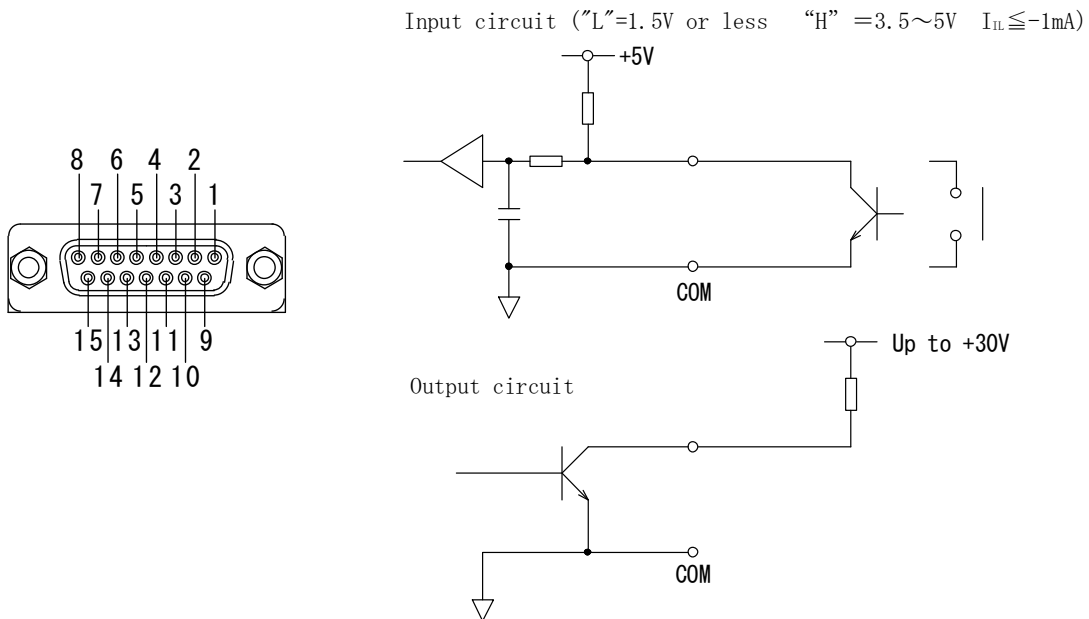 Input circuit (″L″=1.5V or less “H” =3.5～5V IIL≦-1mA)
+5V
8 6 4 2
7 5 3 1
COM
15 13 11 9
14 12 10
Up to +30V
Output circuit
COM